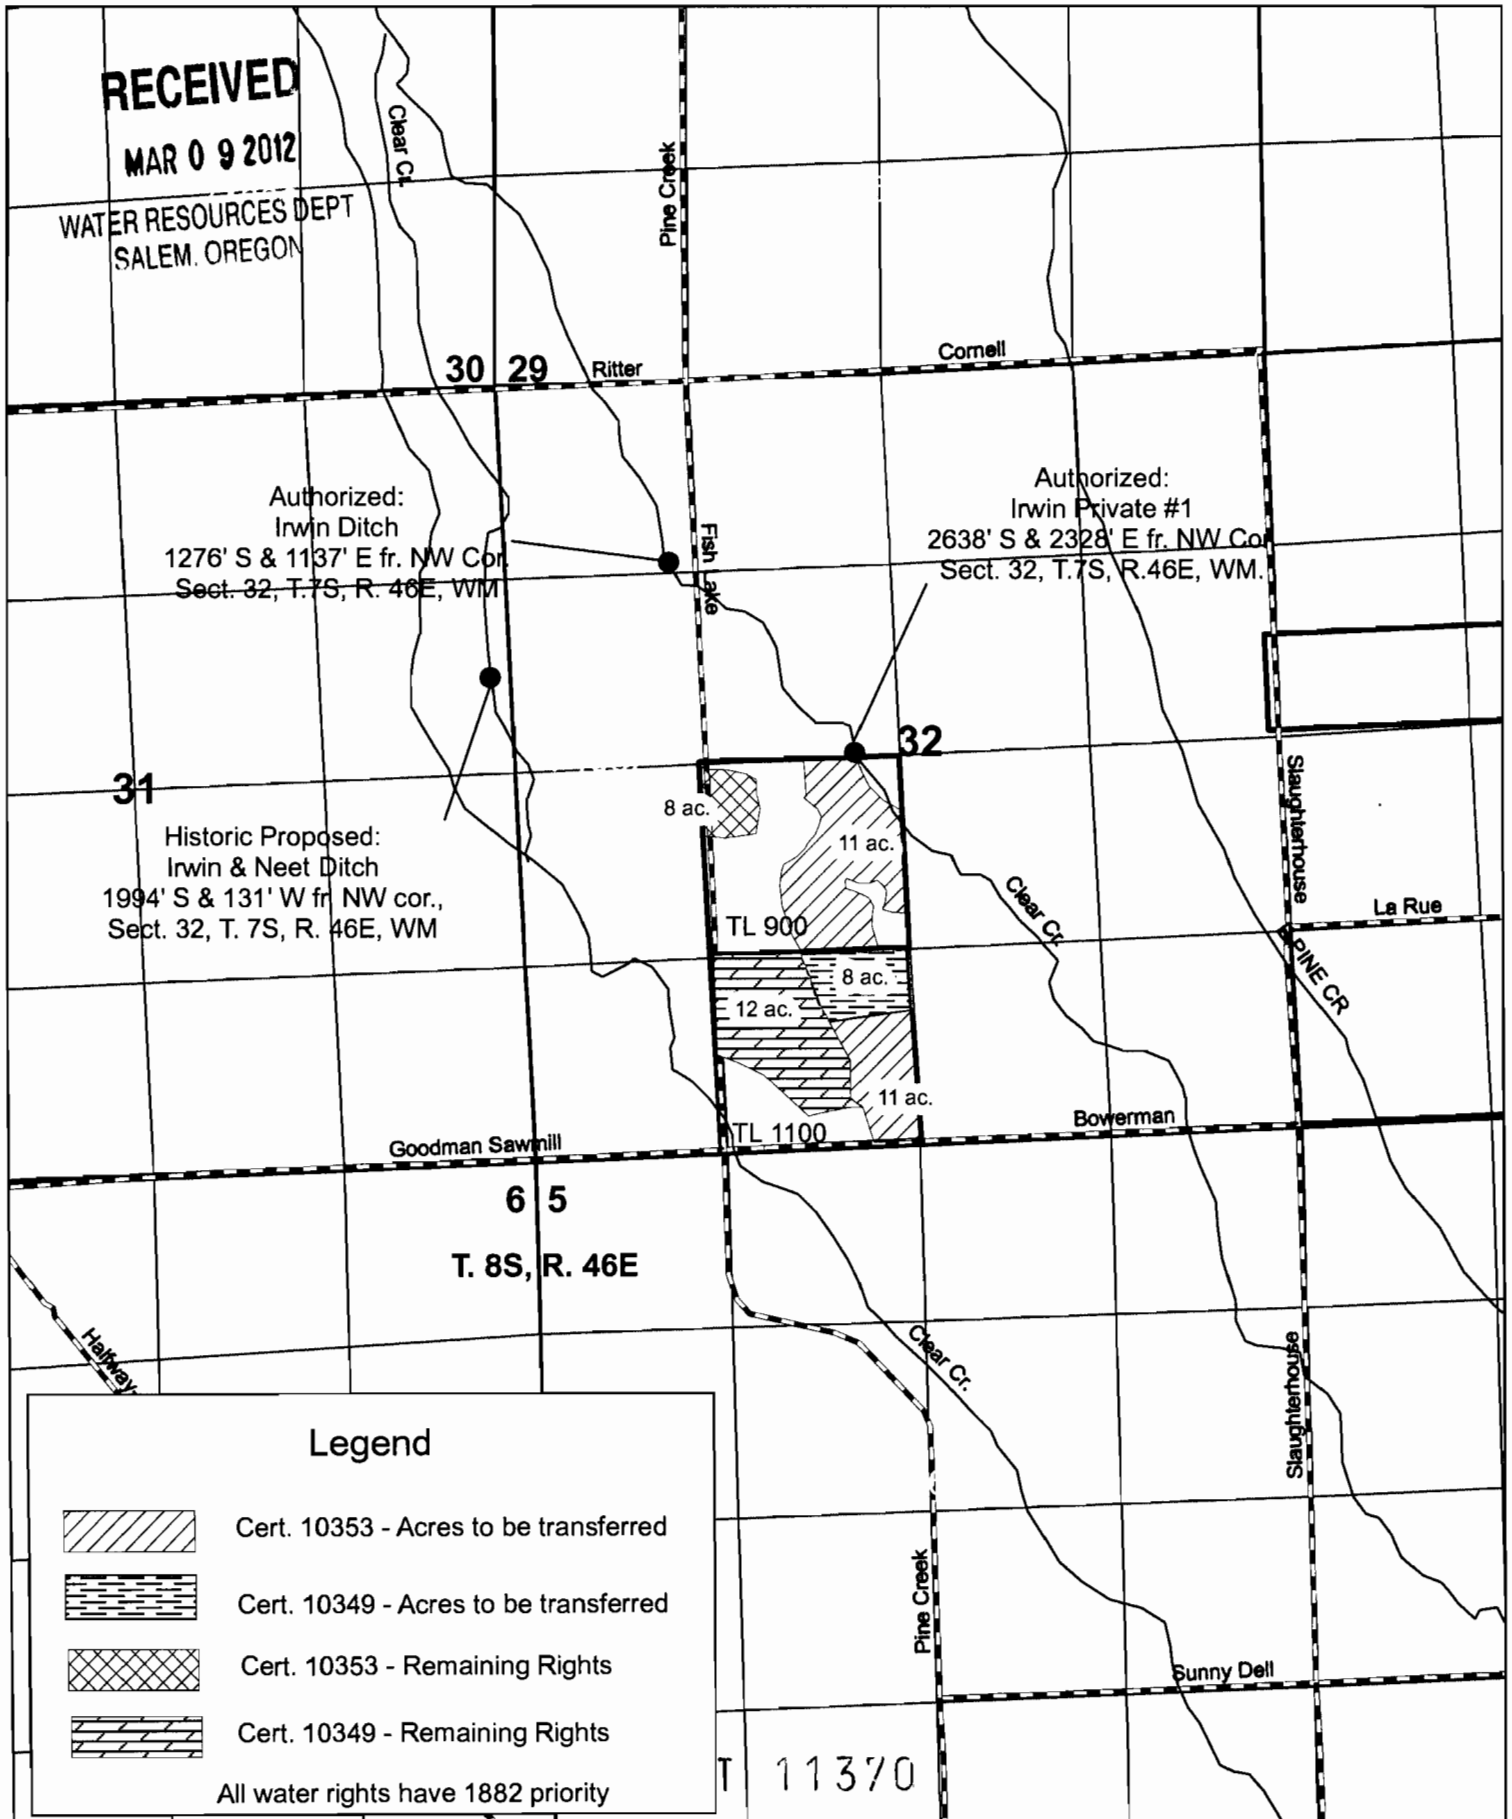 RECEIVED
MAR 09 2012
WATER RESOURCES DEPT
SALEM, OREGON
Clear Cr.
Pine Creek
30 29
Ritter
Cornell
Authorized:
Irwin Ditch
1276' S & 1137' E fr. NW Cor.
Sect. 32, T.7S, R. 46E, WM
Fish Lake
Authorized:
Irwin Private #1
2638' S & 2328' E fr. NW Co
Sect. 32, T.7S, R.46E, WM.
31
32
Historic Proposed:
Irwin & Neet Ditch
1994' S & 131' W fr NW cor.,
Sect. 32, T. 7S, R. 46E, WM
8 ac.
11 ac.
TL 900
Slaughterhouse
La Rue
Clear Cr.
PINE CR
8 ac.
12 ac.
11 ac.
TL 1100
Goodman Sawmill
Bowerman
6 5
T. 8S, R. 46E
Halfway-
Clear Cr.
Slaughterhouse
Pine Creek
Sunny Dell
Legend
Cert. 10353 - Acres to be transferred
Cert. 10349 - Acres to be transferred
Cert. 10353 - Remaining Rights
Cert. 10349 - Remaining Rights
All water rights have 1882 priority
T 11370